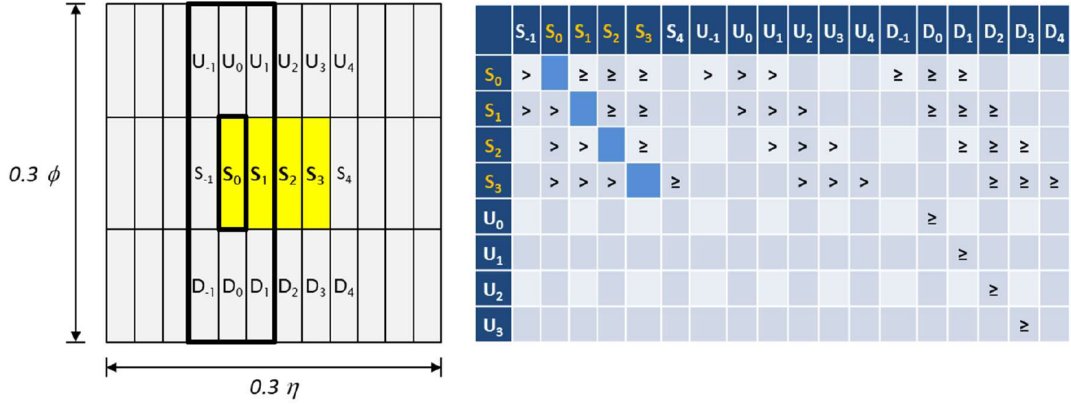 U₋₁ U₀ U₁ U₂ U₃ U₄
0.3 ϕ
S₋₁ S₀ S₁ S₂ S₃ S₄
D₋₁ D₀ D₁ D₂ D₃ D₄
0.3 η
S₋₁ S₀ S₁ S₂ S₃ S₄ U₋₁ U₀ U₁ U₂ U₃ U₄ D₋₁ D₀ D₁ D₂ D₃ D₄
S₀ > ≥ ≥ ≥ > > > ≥ ≥ ≥
S₁ > > ≥ ≥ > > > ≥ ≥ ≥
S₂ > > ≥ > > > ≥ ≥ ≥
S₃ > > > ≥ > > > ≥ ≥ ≥
U₀ ≥
U₁ ≥
U₂ ≥
U₃ ≥